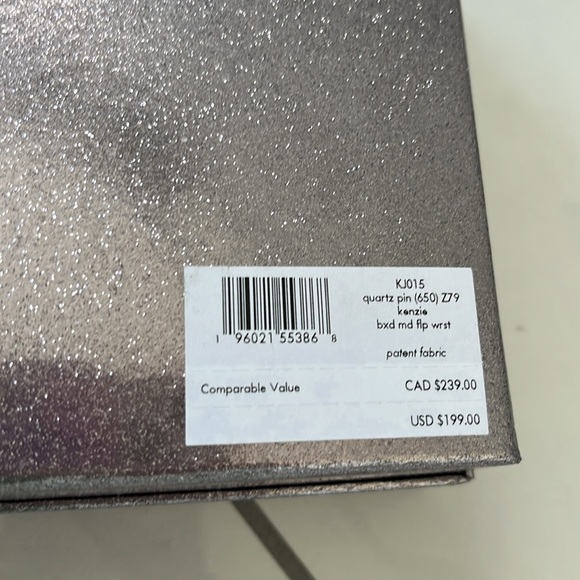 KJ015
quartz pin (650) Z79
kenzie
bxd md flp wrst
1 96021 55386 8
patent fabric
Comparable Value CAD $239.00
USD $199.00